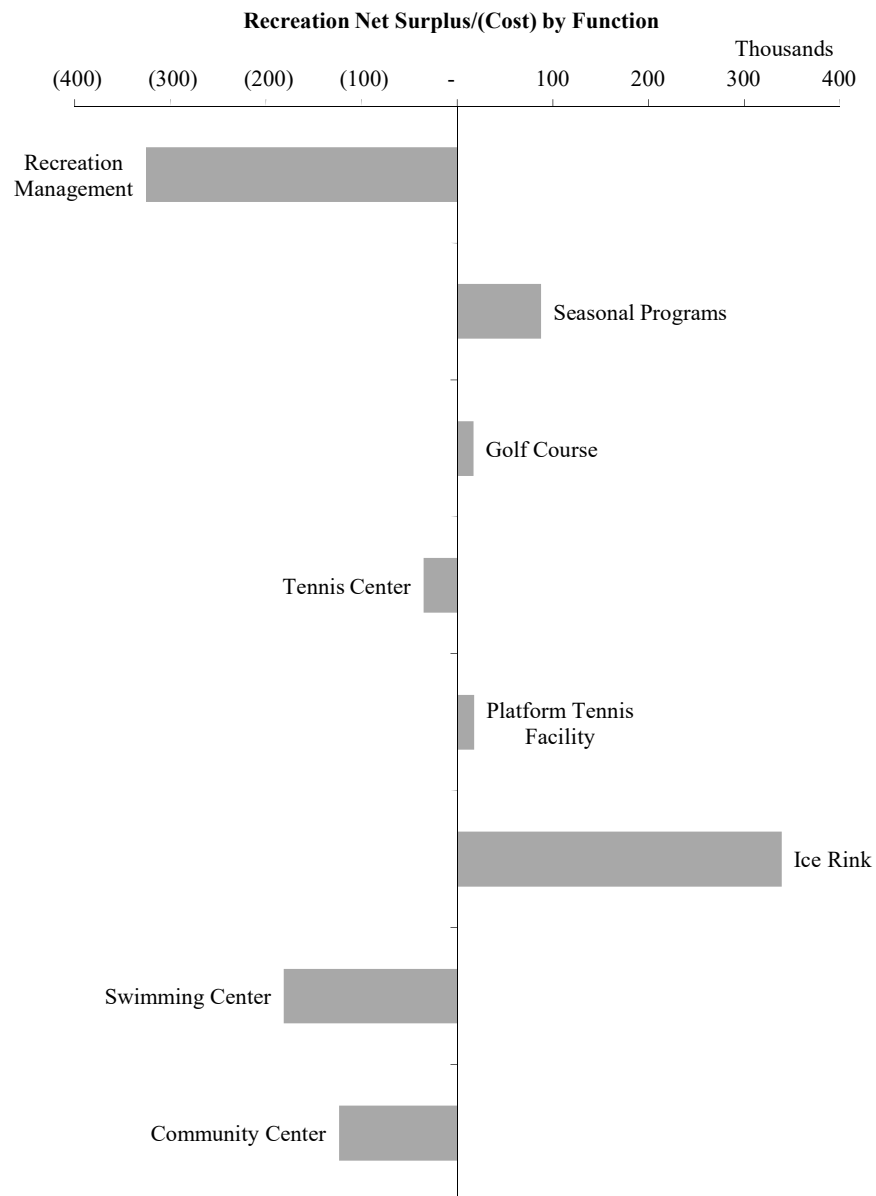 Recreation Net Surplus/(Cost) by Function
Thousands
(400) (300) (200) (100) - 100 200 300 400
Recreation
Management
Seasonal Programs
Golf Course
Tennis Center
Platform Tennis
Facility
Ice Rink
Swimming Center
Community Center